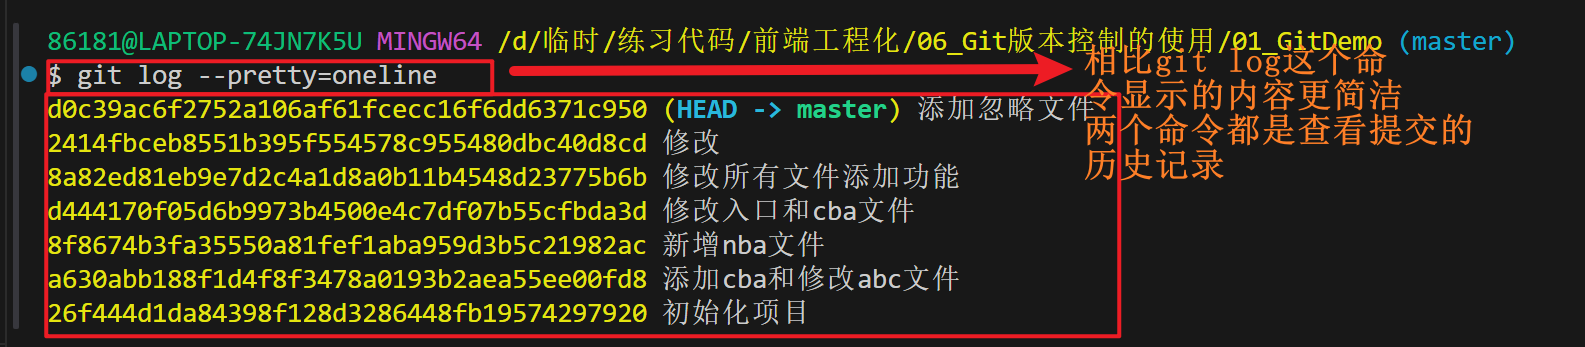 86181@LAPTOP-74JN7K5U MINGW64 /d/临时/练习代码/前端工程化/06_Git版本控制的使用/01_GitDemo (master)
$ git log --pretty=oneline
d0c39ac6f2752a106af61fcecc16f6dd6371c950 (HEAD -> master) 添加忽略文件
2414fbceb8551b395f554578c955480dbc40d8cd 修改
8a82ed81eb9e7d2c4a1d8a0b11b4548d23775b6b 修改所有文件添加功能
d444170f05d6b9973b4500e4c7df07b55cfbda3d 修改入口和cba文件
8f8674b3fa35550a81fef1aba959d3b5c21982ac 新增nba文件
a630abb188f1d4f8f3478a0193b2aea55ee00fd8 添加cba和修改abc文件
26f444d1da84398f128d3286448fb19574297920 初始化项目
相比git log这个命
令显示的内容更简洁
两个命令都是查看提交的
历史记录